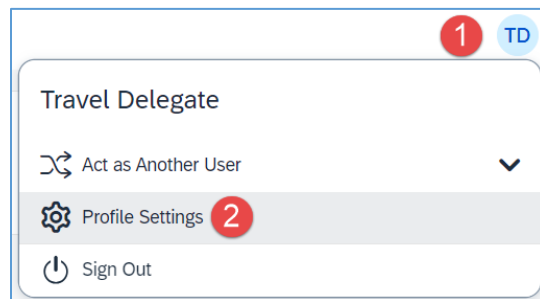 1 TD
Travel Delegate
Act as Another User
Profile Settings 2
Sign Out